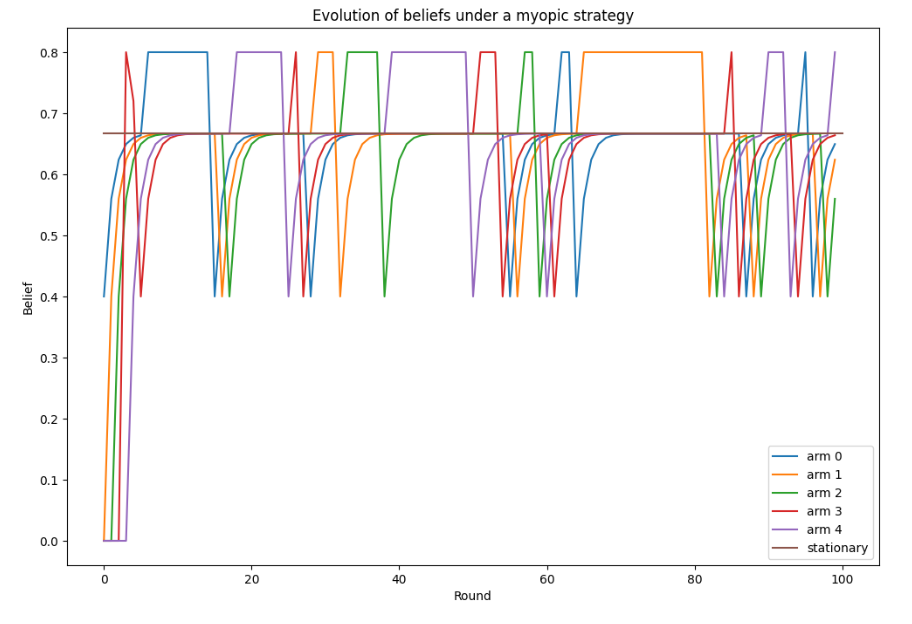 Evolution of beliefs under a myopic strategy
Belief
0.8
0.7
0.6
0.5
0.4
0.3
0.2
0.1
0.0
0 20 40 60 80 100
Round
arm 0
arm 1
arm 2
arm 3
arm 4
stationary